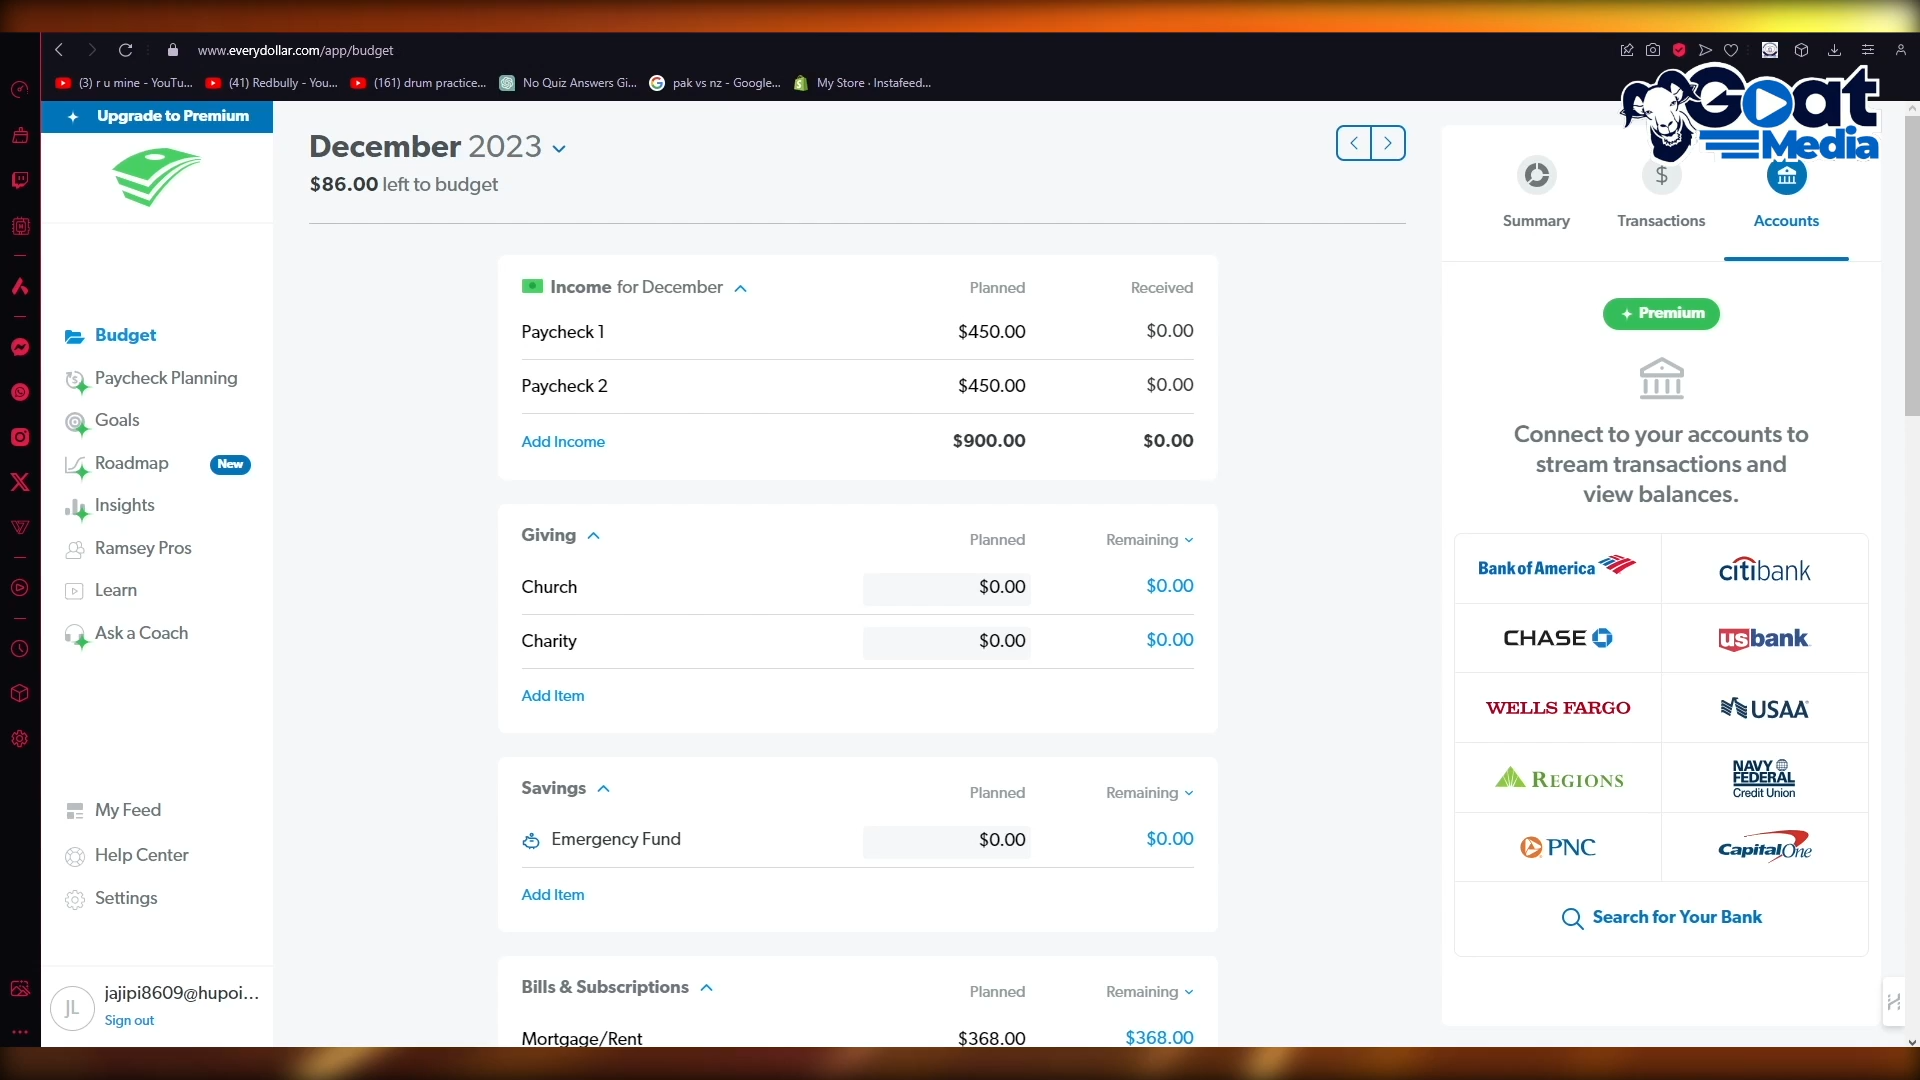 www.everydollar.com/app/budget
(3) r u mine - YouTu...
(41) Redbully - You...
(161) drum practice...
No Quiz Answers Gi...
pak vs nz - Google...
My Store · Instafeed...
Goat
Media
Upgrade to Premium
Budget
Paycheck Planning
Goals
Roadmap New
Insights
Ramsey Pros
Learn
Ask a Coach
My Feed
Help Center
Settings
JL
jajipi8609@hupoi...
Sign out
December 2023
$86.00 left to budget
Income for December Planned Received
Paycheck 1 $450.00 $0.00
Paycheck 2 $450.00 $0.00
Add Income $900.00 $0.00
Giving Planned Remaining
Church $0.00 $0.00
Charity $0.00 $0.00
Add Item
Savings Planned Remaining
Emergency Fund $0.00 $0.00
Add Item
Bills & Subscriptions Planned Remaining
Mortgage/Rent $368.00 $368.00
Summary
Transactions
Accounts
Premium
Connect to your accounts to
stream transactions and
view balances.
Bank of America
citibank
CHASE
usbank
WELLS FARGO
USAA
REGIONS
NAVY
FEDERAL
Credit Union
PNC
Capital One
Search for Your Bank